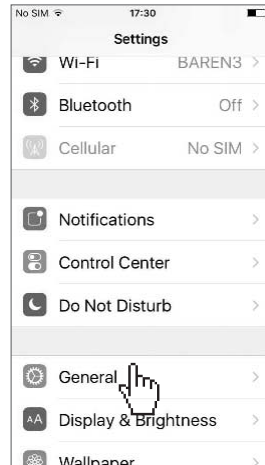 No SIM 17:30
Settings
Wi-Fi BAREN3
Bluetooth Off
Cellular No SIM
Notifications
Control Center
Do Not Disturb
General
AA Display & Brightness
Wallpaper